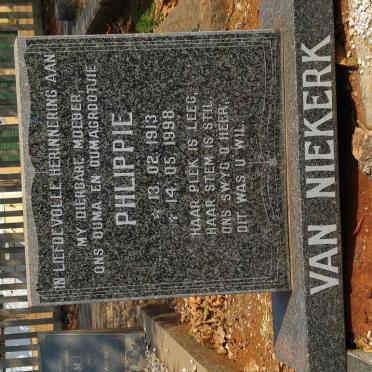 IN LIEFDEVOLLE HERINNERING AAN
MY DIERBARE MOEDER,
ONS OUMA EN OUMAGROOTJIE
PHLIPPIE
* 13. 02. 1913
† 14. 05. 1998
HAAR PLEK IS LEEG,
HAAR STEM IS STIL,
ONS SWYG O HEER,
DIT WAS U WIL.
VAN NIEKERK